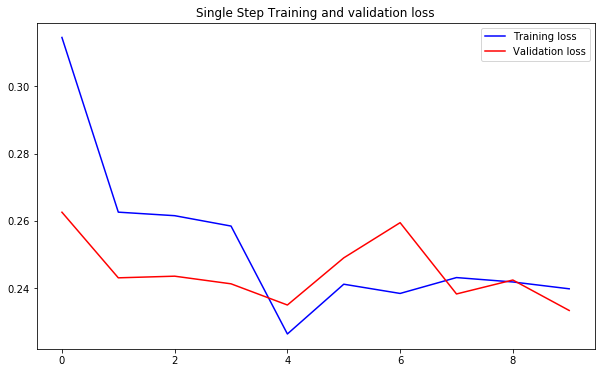 Single Step Training and validation loss
Training loss
Validation loss
0.30
0.28
0.26
0.24
0 2 4 6 8